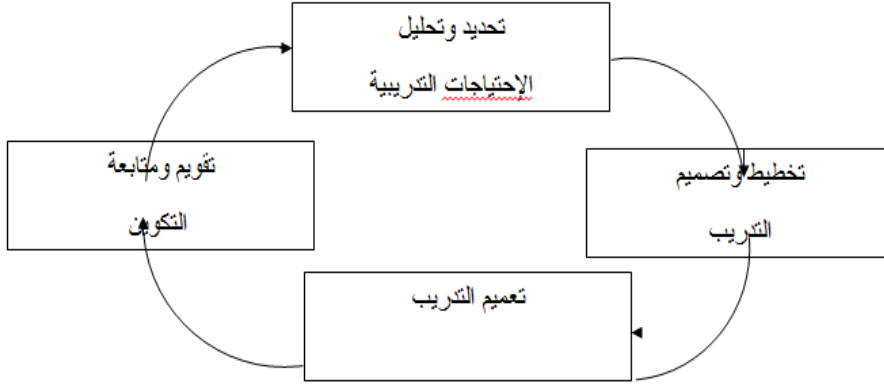 تحديد وتحليل
الإحتياجات التدريبية
تخطيط وتصميم
التدريب
تعميم التدريب
تقويم ومتابعة
التكوين